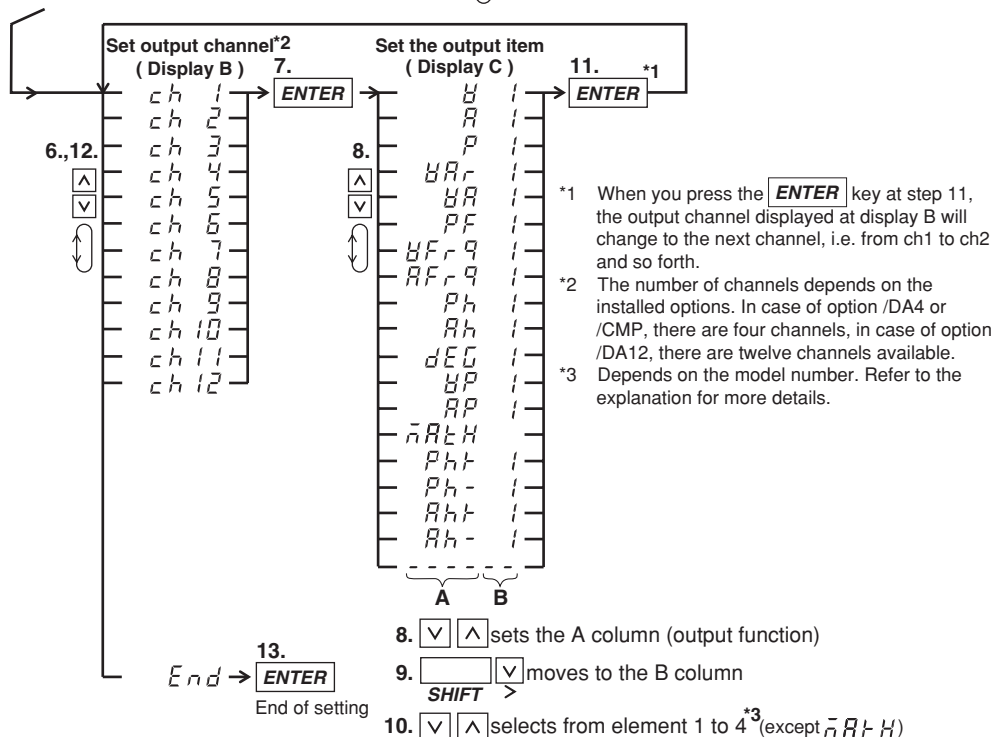 Set output channel*2
( Display B )
7.
ENTER
Set the output item
( Display C )
11.
ENTER
*1
6.,12.
ch 1
ch 2
ch 3
ch 4
ch 5
ch 6
ch 7
ch 8
ch 9
ch 10
ch 11
ch 12
8.
V 1
A 1
P 1
VAr 1
VA 1
PF 1
VFrq 1
AFrq 1
Ph 1
Ah 1
dEG 1
VP 1
AP 1
MAtH
Ph+ 1
Ph- 1
Ah+ 1
Ah- 1
- - - - - -
A B
*1 When you press the ENTER key at step 11,
the output channel displayed at display B will
change to the next channel, i.e. from ch1 to ch2
and so forth.
*2 The number of channels depends on the
installed options. In case of option /DA4 or
/CMP, there are four channels, in case of option
/DA12, there are twelve channels available.
*3 Depends on the model number. Refer to the
explanation for more details.
End
13.
ENTER
End of setting
8. ∨ ∧ sets the A column (output function)
9. ∨ moves to the B column
SHIFT >
10. ∨ ∧ selects from element 1 to 4*3(except MAtH)